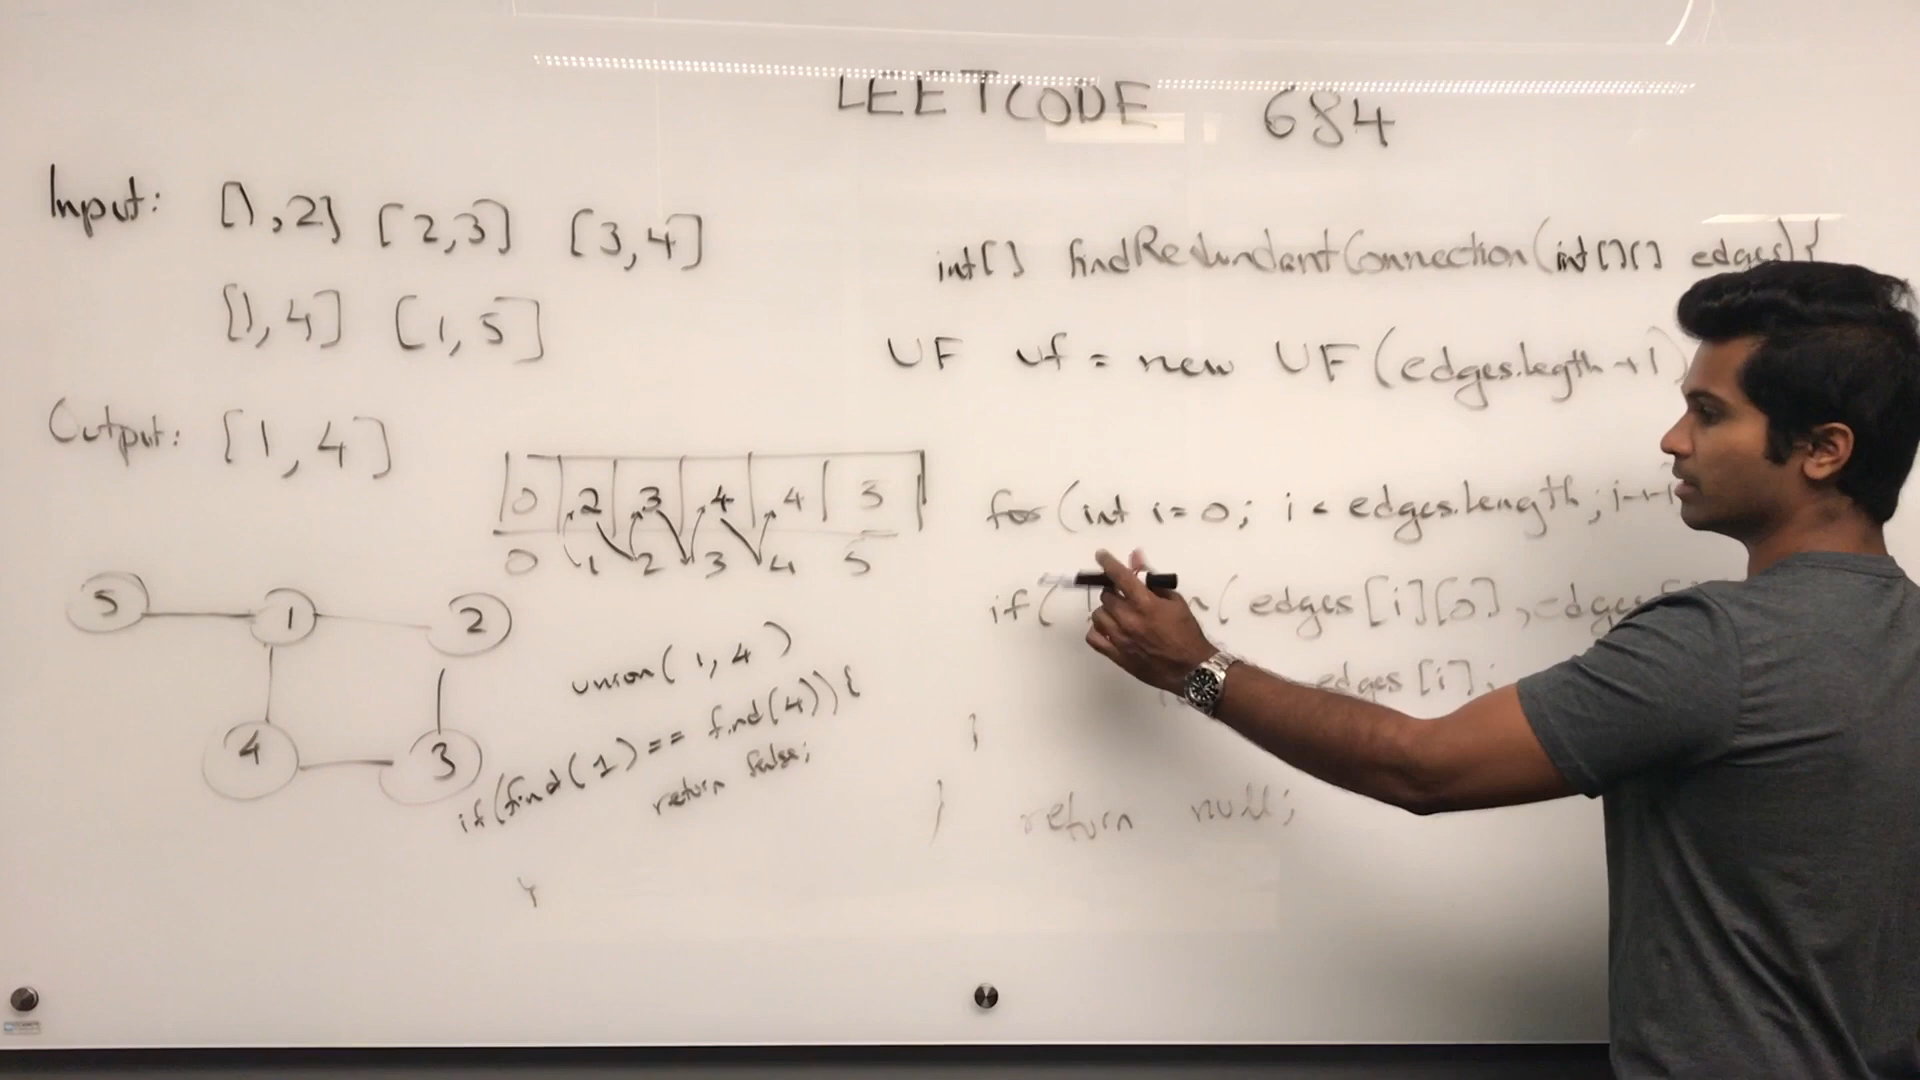 LEETCODE 684
Input: [1,2] [2,3] [3,4]
[1,4] [1,5]
Output: [1,4]
0 2 3 4 4 5
0 1 2 3 4 5
5 1 2
4 3
union(1,4)
if(find(1) == find(4)){
return false;
}
int[] findRedundantConnection(int[][] edges){
UF uf = new UF(edges.legth+1)
for(int i=0; i < edges.length; i++
if( (edges[i][0], edges[
edges[i];
}
} return null;